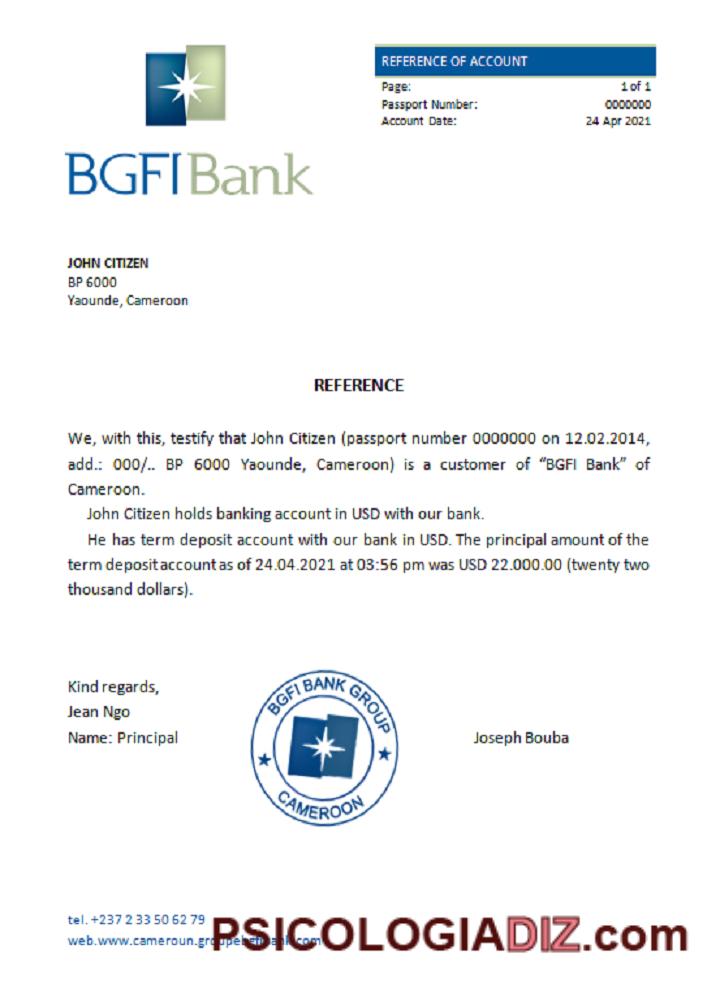 REFERENCE OF ACCOUNT
Page: 1 of 1
Passport Number: 0000000
Account Date: 24 Apr 2021
BGFIBank
JOHN CITIZEN
BP 6000
Yaounde, Cameroon
REFERENCE
We, with this, testify that John Citizen (passport number 0000000 on 12.02.2014,
add.: 000/.. BP 6000 Yaounde, Cameroon) is a customer of "BGFI Bank" of
Cameroon.
John Citizen holds banking account in USD with our bank.
He has term deposit account with our bank in USD. The principal amount of the
term deposit account as of 24.04.2021 at 03:56 pm was USD 22.000.00 (twenty two
thousand dollars).
Kind regards,
Jean Ngo
Name: Principal
BGFI BANK GROUP
CAMEROON
Joseph Bouba
tel. +237 2 33 50 62 79
web.www.cameroun.groupebgfibank.com
PSICOLOGIADIZ.com